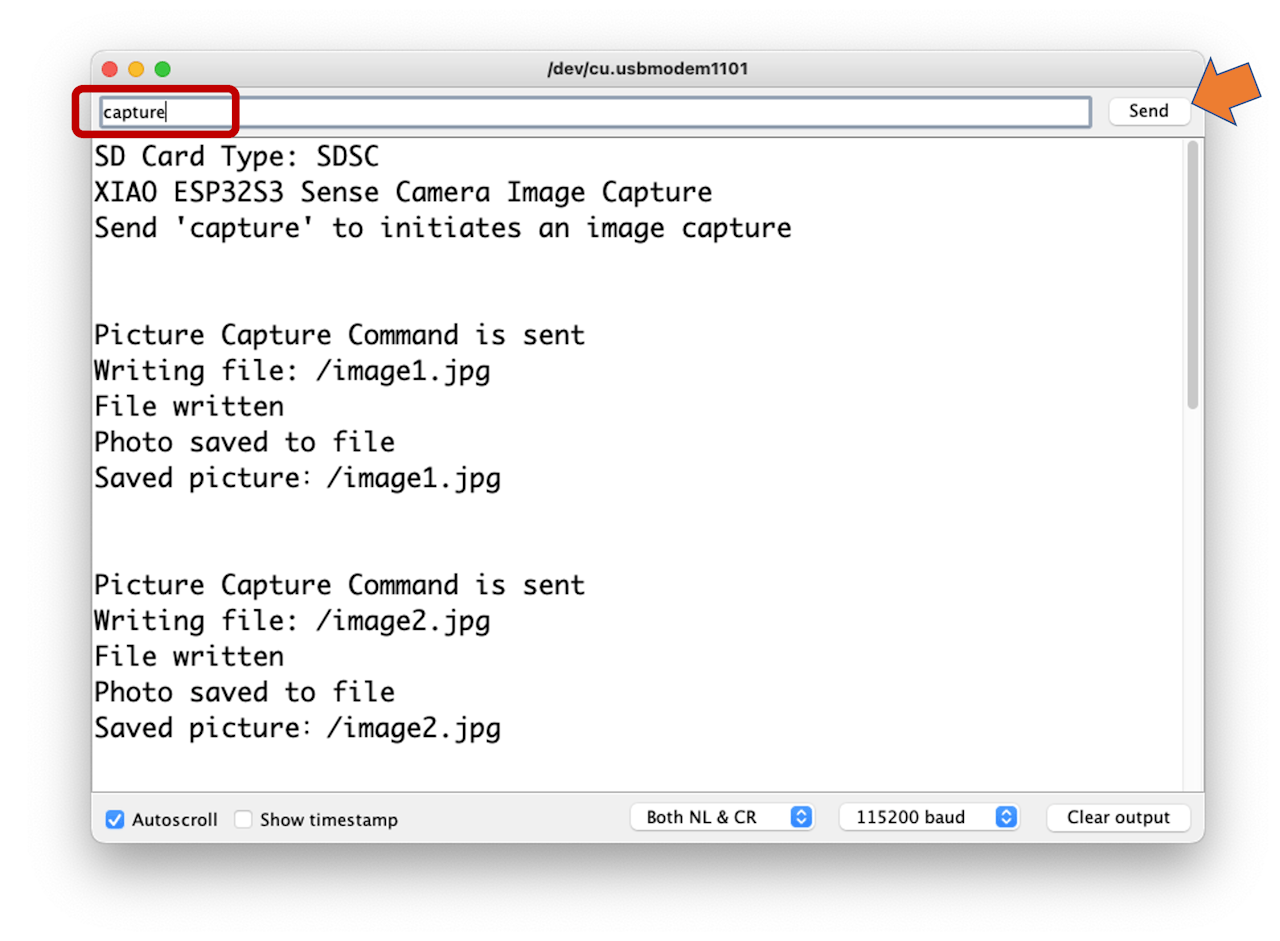 /dev/cu.usbmodem1101
capture
Send
SD Card Type: SDSC
XIAO ESP32S3 Sense Camera Image Capture
Send 'capture' to initiates an image capture
Picture Capture Command is sent
Writing file: /image1.jpg
File written
Photo saved to file
Saved picture: /image1.jpg
Picture Capture Command is sent
Writing file: /image2.jpg
File written
Photo saved to file
Saved picture: /image2.jpg
Autoscroll Show timestamp Both NL & CR 115200 baud Clear output